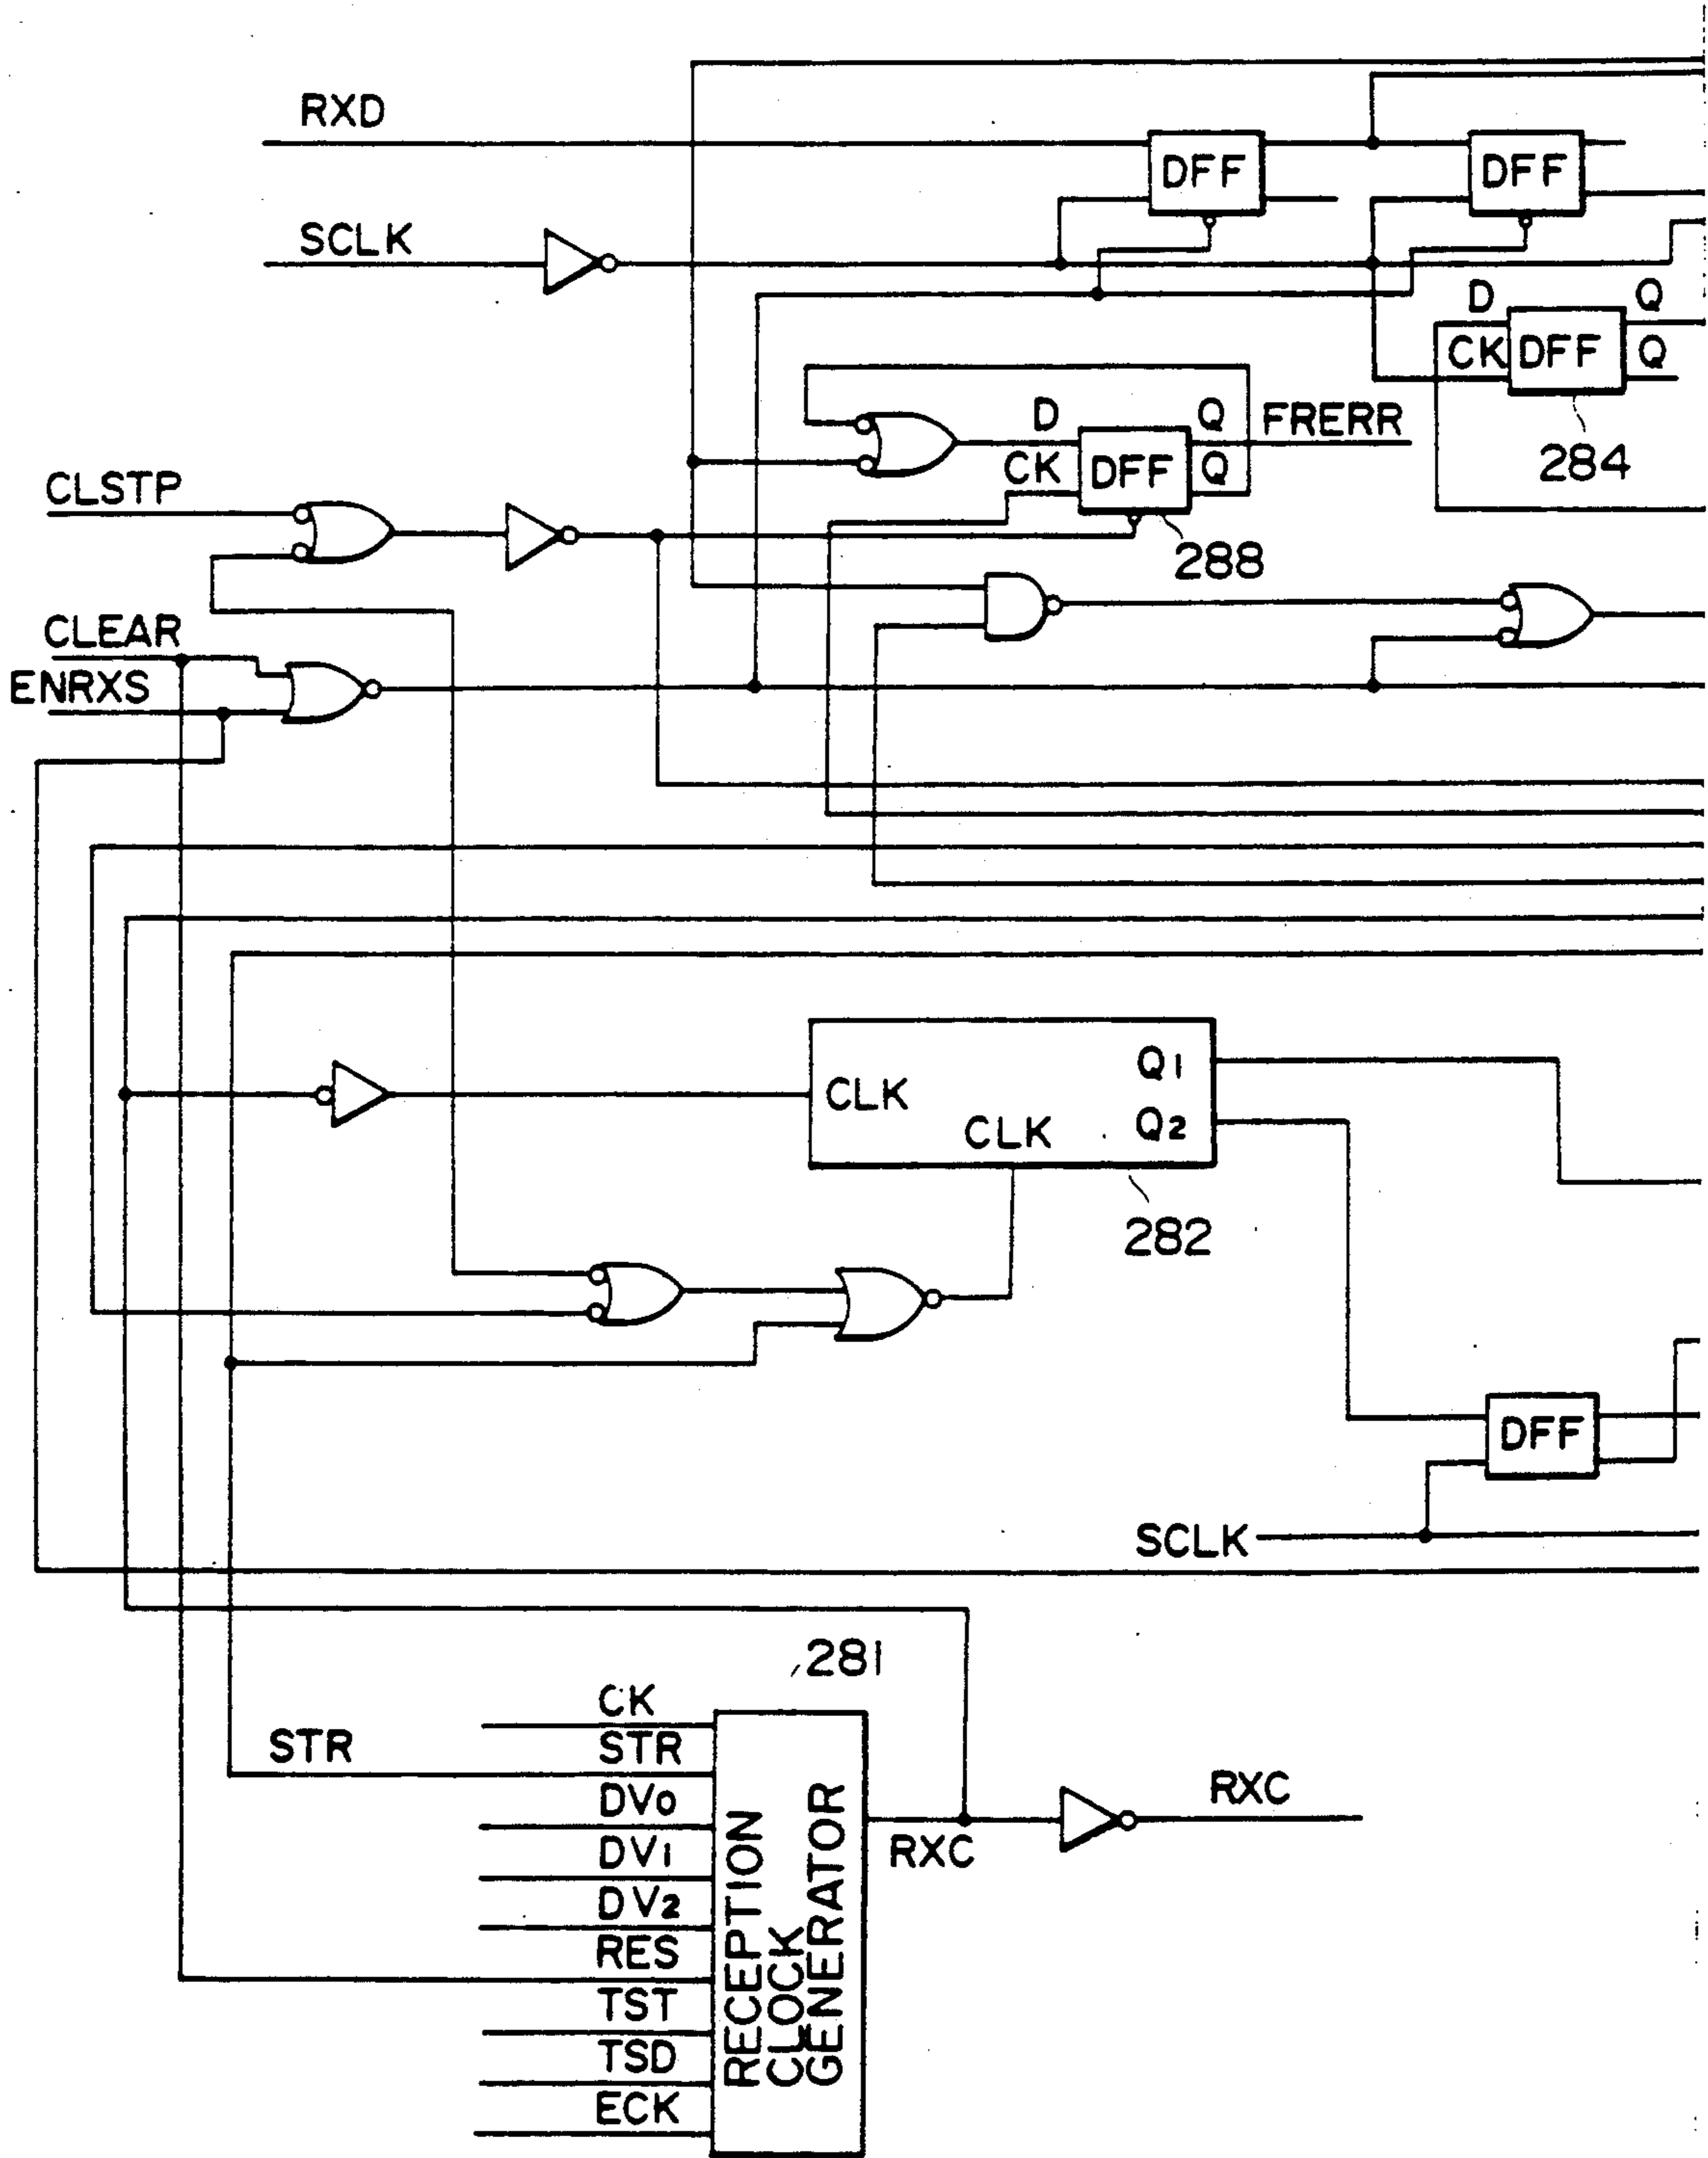 RXD
DFF
DFF
SCLK
D
Q
CK
DFF
Q
284
D
Q
FRERR
CK
DFF
Q
288
CLSTP
CLEAR
ENRXS
CLK
CLK
Q1
Q2
282
DFF
SCLK
281
CK
STR
STR
DV0
DV1
DV2
RES
TST
TSD
ECK
RECEPTION
CLOCK
GENERATOR
RXC
RXC